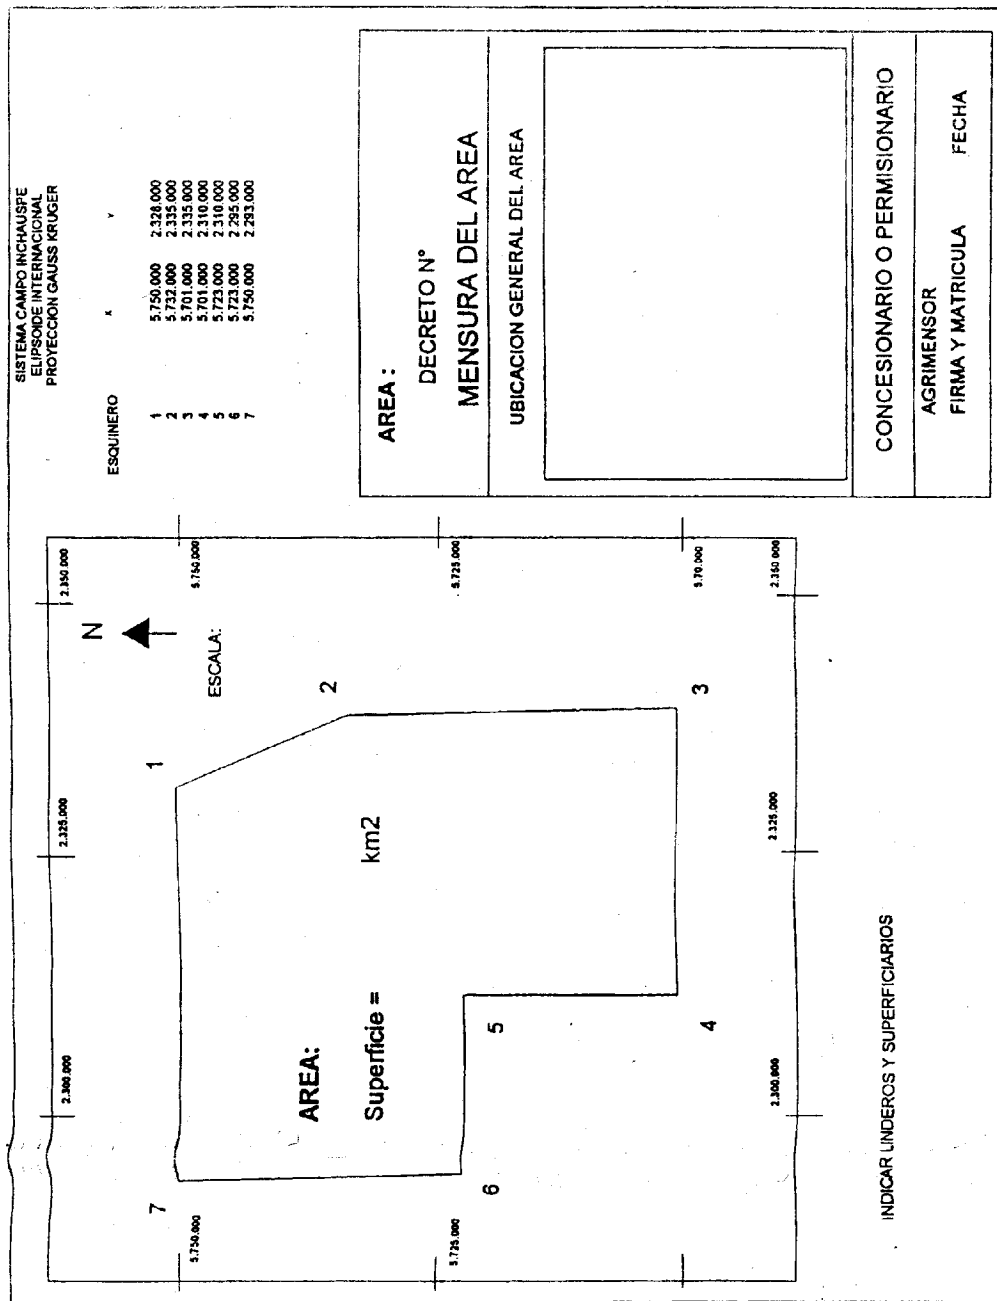 SISTEMA CAMPO INCHAUSPE
ELIPSOIDE INTERNACIONAL
PROYECCION GAUSS KRUGER
ESQUINERO X Y
1 5.750.000 2.328.000
2 5.732.000 2.335.000
3 5.701.000 2.335.000
4 5.701.000 2.310.000
5 5.723.000 2.310.000
6 5.723.000 2.295.000
7 5.750.000 2.293.000
2.300.000 2.325.000 2.350.000
N
5.750.000 5.750.000
ESCALA:
7 1
2
AREA:
Superficie = km2
5.725.000 5.725.000
6 5
4 3
5.70.000
2.300.000 2.325.000 2.350.000
INDICAR LINDEROS Y SUPERFICIARIOS
AREA :
DECRETO N°
MENSURA DEL AREA
UBICACION GENERAL DEL AREA
CONCESIONARIO O PERMISIONARIO
AGRIMENSOR
FIRMA Y MATRICULA FECHA